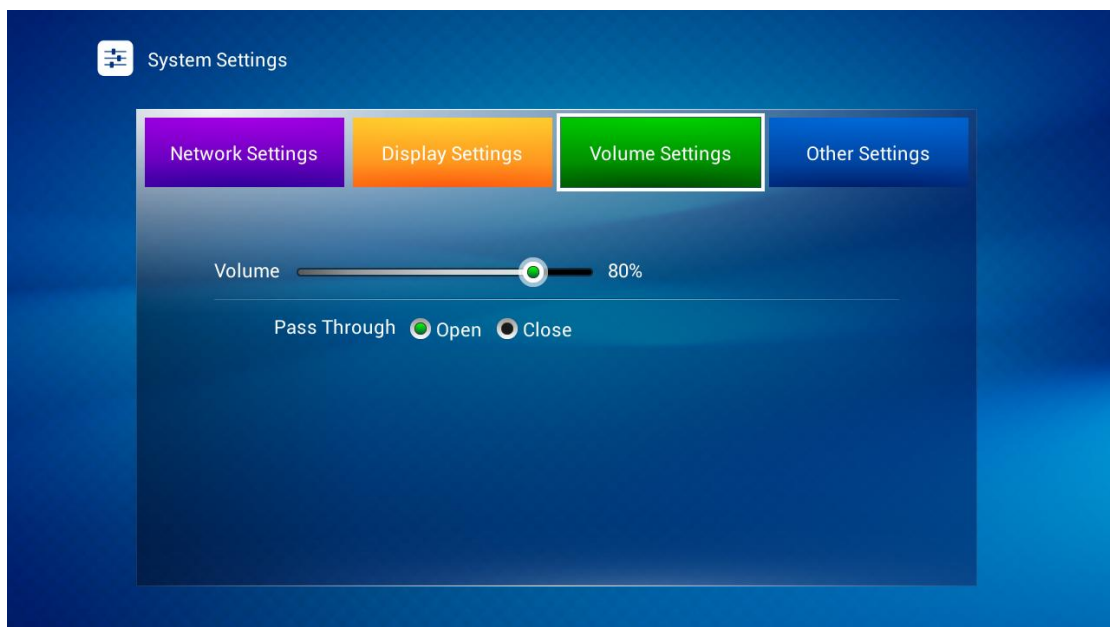 System Settings
Network Settings Display Settings Volume Settings Other Settings
Volume 80%
Pass Through Open Close